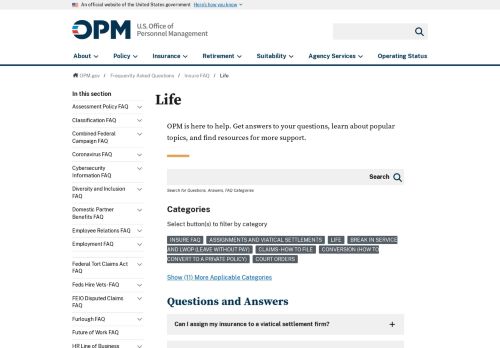 An official website of the United States government Here's how you know
OPM U.S. Office of
Personnel Management
About Policy Insurance Retirement Suitability Agency Services Operating Status
OPM.gov / Frequently Asked Questions / Insure FAQ / Life
In this section
Assessment Policy FAQ
Classification FAQ
Combined Federal
Campaign FAQ
Coronavirus FAQ
Cybersecurity
Information FAQ
Diversity and Inclusion
FAQ
Domestic Partner
Benefits FAQ
Employee Relations FAQ
Employment FAQ
Federal Tort Claims Act
FAQ
Feds Hire Vets - FAQ
FEIO Disputed Claims
FAQ
Furlough FAQ
Future of Work FAQ
HR Line of Business
Life
OPM is here to help. Get answers to your questions, learn about popular
topics, and find resources for more support.
Search
Search for Questions, Answers, FAQ Categories
Categories
Select button(s) to filter by category
INSURE FAQ ASSIGNMENTS AND VIATICAL SETTLEMENTS LIFE BREAK IN SERVICE
AND LWOP (LEAVE WITHOUT PAY) CLAIMS - HOW TO FILE CONVERSION (HOW TO
CONVERT TO A PRIVATE POLICY) COURT ORDERS
Show (11) More Applicable Categories
Questions and Answers
Can I assign my insurance to a viatical settlement firm? +